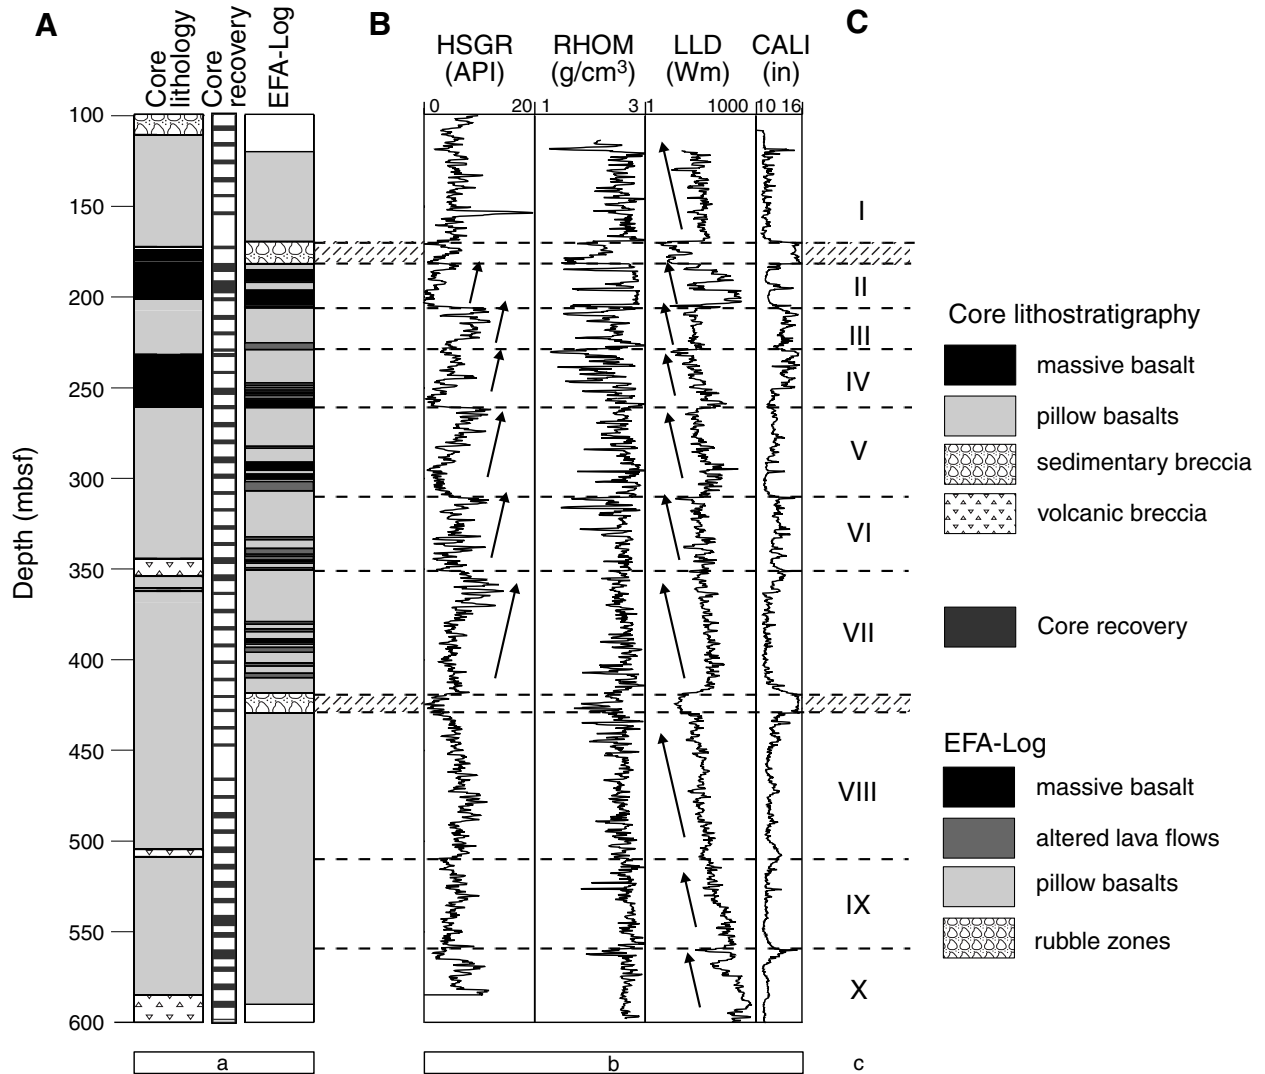 A
B
C
Core lithology
Core recovery
EFA-Log
HSGR (API)
RHOM (g/cm³)
LLD (Wm)
CALI (in)
0 20 1 3 1 1000 10 16
Depth (mbsf)
100
150
200
250
300
350
400
450
500
550
600
I
II
III
IV
V
VI
VII
VIII
IX
X
a
b
c
Core lithostratigraphy
massive basalt
pillow basalts
sedimentary breccia
volcanic breccia
Core recovery
EFA-Log
massive basalt
altered lava flows
pillow basalts
rubble zones